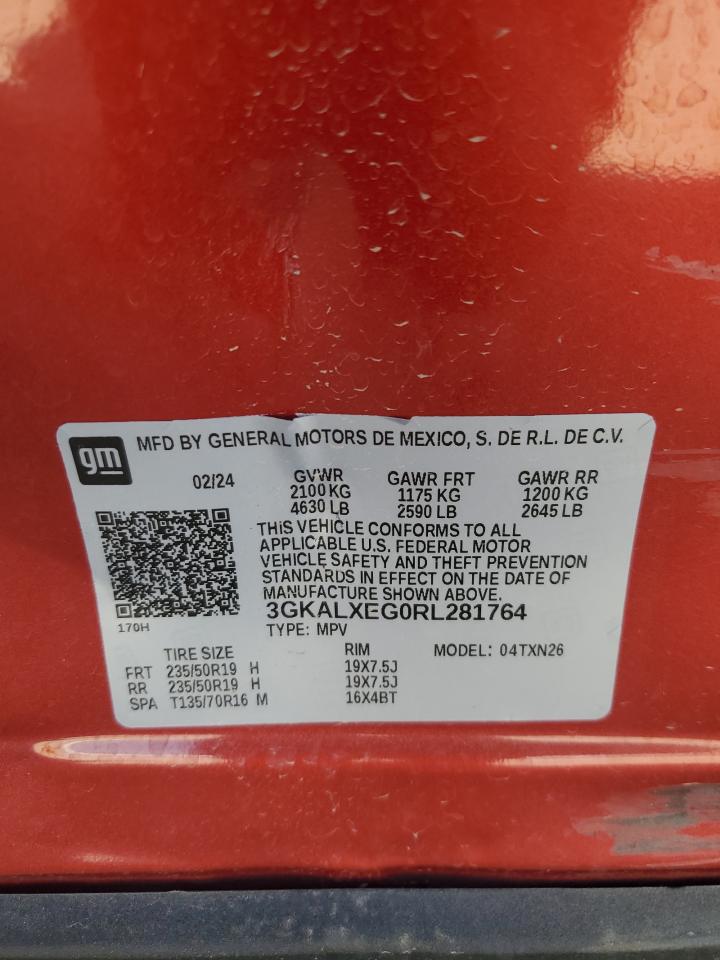 gm MFD BY GENERAL MOTORS DE MEXICO, S. DE R.L. DE C.V.
02/24 GVWR GAWR FRT GAWR RR
2100 KG 1175 KG 1200 KG
4630 LB 2590 LB 2645 LB
THIS VEHICLE CONFORMS TO ALL
APPLICABLE U.S. FEDERAL MOTOR
VEHICLE SAFETY AND THEFT PREVENTION
STANDARDS IN EFFECT ON THE DATE OF
MANUFACTURE SHOWN ABOVE.
3GKALXEG0RL281764
170H TYPE: MPV
TIRE SIZE RIM MODEL: 04TXN26
FRT 235/50R19 H 19X7.5J
RR 235/50R19 H 19X7.5J
SPA T135/70R16 M 16X4BT